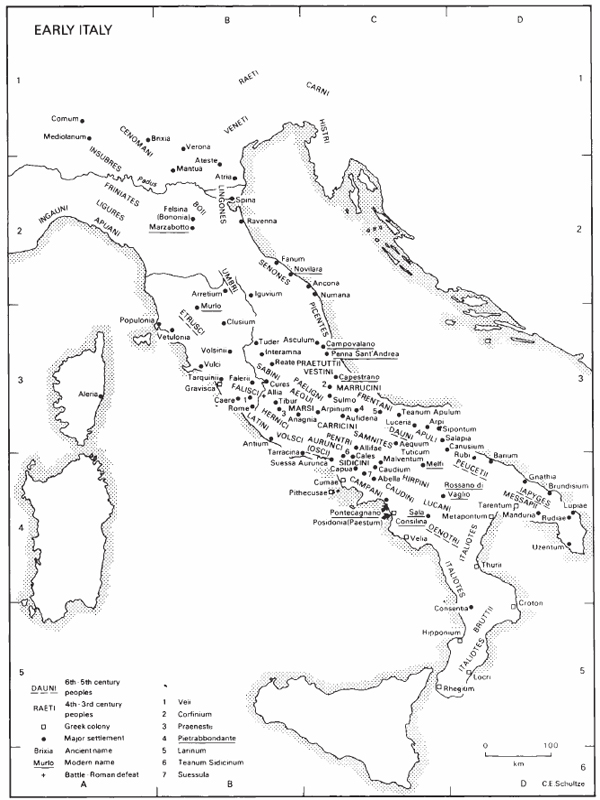 EARLY ITALY
B
C
D
1
RAETI
CARNI
1
Comum
VENETI
HISTRI
CENOMANI
Brixia
Mediolanum
Verona
INSUBRES
Ateste
Mantua
Padus
Atria
FRINIATES
BOII
LINGONES
Spina
INGAUNI
LIGURES
Felsina
(Bononia)
APUANI
Marzabotto
Ravenna
2
2
Fanum
SENONES
Novilara
UMBRI
Ancona
Arretium
Iguvium
Numana
Murlo
PICENTES
Populonia
ETRUSCI
Clusium
Vetulonia
Tuder
Asculum
Campovalano
Volsinii
Interamna
Penna Sant'Andrea
3
Vulci
SABINI
Reate
PRAETUTTII
3
VESTINI
Tarquinii
Falerii
Capestrano
Gravisca
Cures
PAELIGNI
2
MARRUCINI
Aleria
FALISCI
Allia
AEQUI
FRENTANI
Caere
1
Tibur
Sulmo
Rome
3
MARSI
Arpinum
4
5
Teanum Apulum
HERNICI
Anagnia
Aufidena
Luceria
Arpi
LATINI
CARRICINI
DAUNI
APULI
Sipontum
VOLSCI
PENTRI
SAMNITES
Aequum
Tuticum
Salapia
Antium
AURUNCI
(OSCI)
Allifae
Canusium
Tarracina
6
Cales
Malventum
Rubi
Barium
Suessa Aurunca
SIDICINI
Melfi
PEUCETII
Capua
Caudium
Gnathia
7
Abella
HIRPINI
Brundisium
Cumae
CAMPANI
Rossano di
Vaglio
IAPYGES
Pithecusae
CAUDINI
MESSAPII
LUCANI
Tarentum
Lupiae
Pontecagnano
Sala
Consilina
Metapontum
Manduria
Rudiae
4
Posidonia(Paestum)
OENOTRI
4
Velia
ITALIOTES
Uzentum
ITALIOTES
Thurii
Consentia
Croton
BRUTTII
Hipponium
ITALIOTES
5
Locri
5
Rhegium
DAUNI
6th-5th century
peoples
RAETI
4th-3rd century
peoples
Greek colony
Major settlement
Brixia
Ancient name
Murlo
Modern name
+
Battle-Roman defeat
1 Veii
2 Corfinium
3 Praeneste
4 Pietrabbondante
5 Larinum
6 Teanum Sidicinum
7 Suessula
0
100
km
6
A
B
D
C.E.Schultze